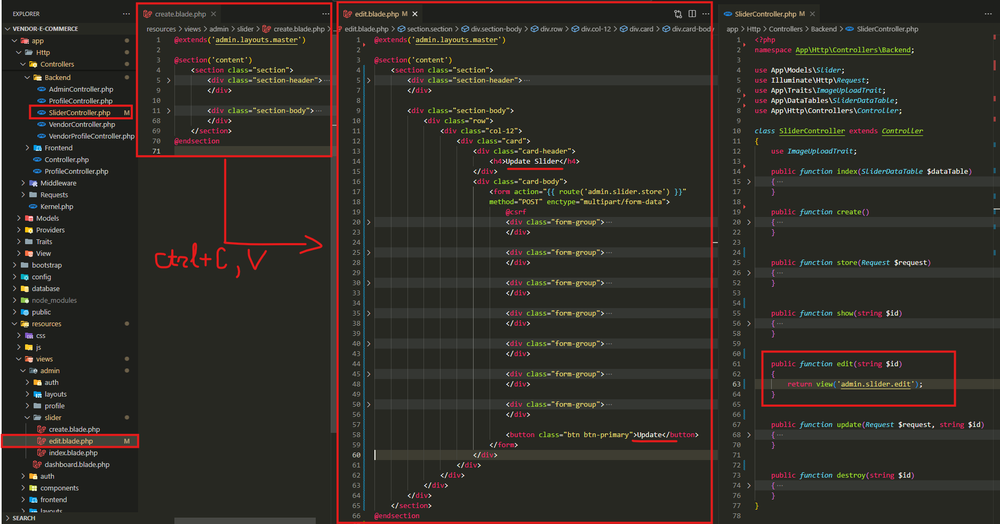 EXPLORER ···
VENDOR-E-COMMERCE
app
Http
Controllers
Backend
AdminController.php
ProfileController.php
SliderController.php M
VendorController.php
VendorProfileController.php
Frontend
Controller.php
ProfileController.php
Middleware
Requests
Kernel.php
Models
Providers
Traits
View
bootstrap
config
database
node_modules
public
resources
css
js
views
admin
auth
layouts
profile
slider
create.blade.php
edit.blade.php M
index.blade.php
dashboard.blade.php
auth
components
frontend
layouts
SEARCH
create.blade.php ···
resources > views > admin > slider > create.blade.php > ...
1 @extends('admin.layouts.master')
2
3 @section('content')
4 <section class="section">
5 <div class="section-header"> ···
9 </div>
10
11 <div class="section-body"> ···
68 </div>
69 </section>
70 @endsection
71
ctrl+C, V
edit.blade.php M ···
edit.blade.php > section.section > div.section-body > div.row > div.col-12 > div.card > div.card-body
1 @extends('admin.layouts.master')
2
3 @section('content')
4 <section class="section">
5 <div class="section-header"> ···
7 </div>
8
9 <div class="section-body">
10 <div class="row">
11 <div class="col-12">
12 <div class="card">
13 <div class="card-header">
14 <h4>Update Slider</h4>
15 </div>
16 <div class="card-body">
17 <form action="{{ route('admin.slider.store') }}"
18 method="POST" enctype="multipart/form-data">
19 @csrf
20 <div class="form-group"> ···
23 </div>
24
25 <div class="form-group"> ···
28 </div>
29
30 <div class="form-group"> ···
33 </div>
34
35 <div class="form-group"> ···
38 </div>
39
40 <div class="form-group"> ···
43 </div>
44
45 <div class="form-group"> ···
48 </div>
49
50 <div class="form-group"> ···
56 </div>
57
58 <button class="btn btn-primary">Update</button>
59 </form>
60 </div>
61 </div>
62 </div>
63 </div>
64 </div>
65 </section>
66 @endsection
SliderController.php M ···
app > Http > Controllers > Backend > SliderController.php
1 <?php
2 namespace App\Http\Controllers\Backend;
3
4 use App\Models\Slider;
5 use Illuminate\Http\Request;
6 use App\Traits\ImageUploadTrait;
7 use App\DataTables\SliderDataTable;
8 use App\Http\Controllers\Controller;
9
10 class SliderController extends Controller
11 {
12 use ImageUploadTrait;
13
14 public function index(SliderDataTable $dataTable)
15 { ···
17 }
18
19 public function create()
20 { ···
22 }
23
24
25 public function store(Request $request)
26 { ···
52 }
53
54
55 public function show(string $id)
56 { ···
58 }
59
60
61 public function edit(string $id)
62 {
63 return view('admin.slider.edit');
64 }
65
66
67 public function update(Request $request, string $id)
68 { ···
70 }
71
72
73 public function destroy(string $id)
74 { ···
76 }
77 }
78